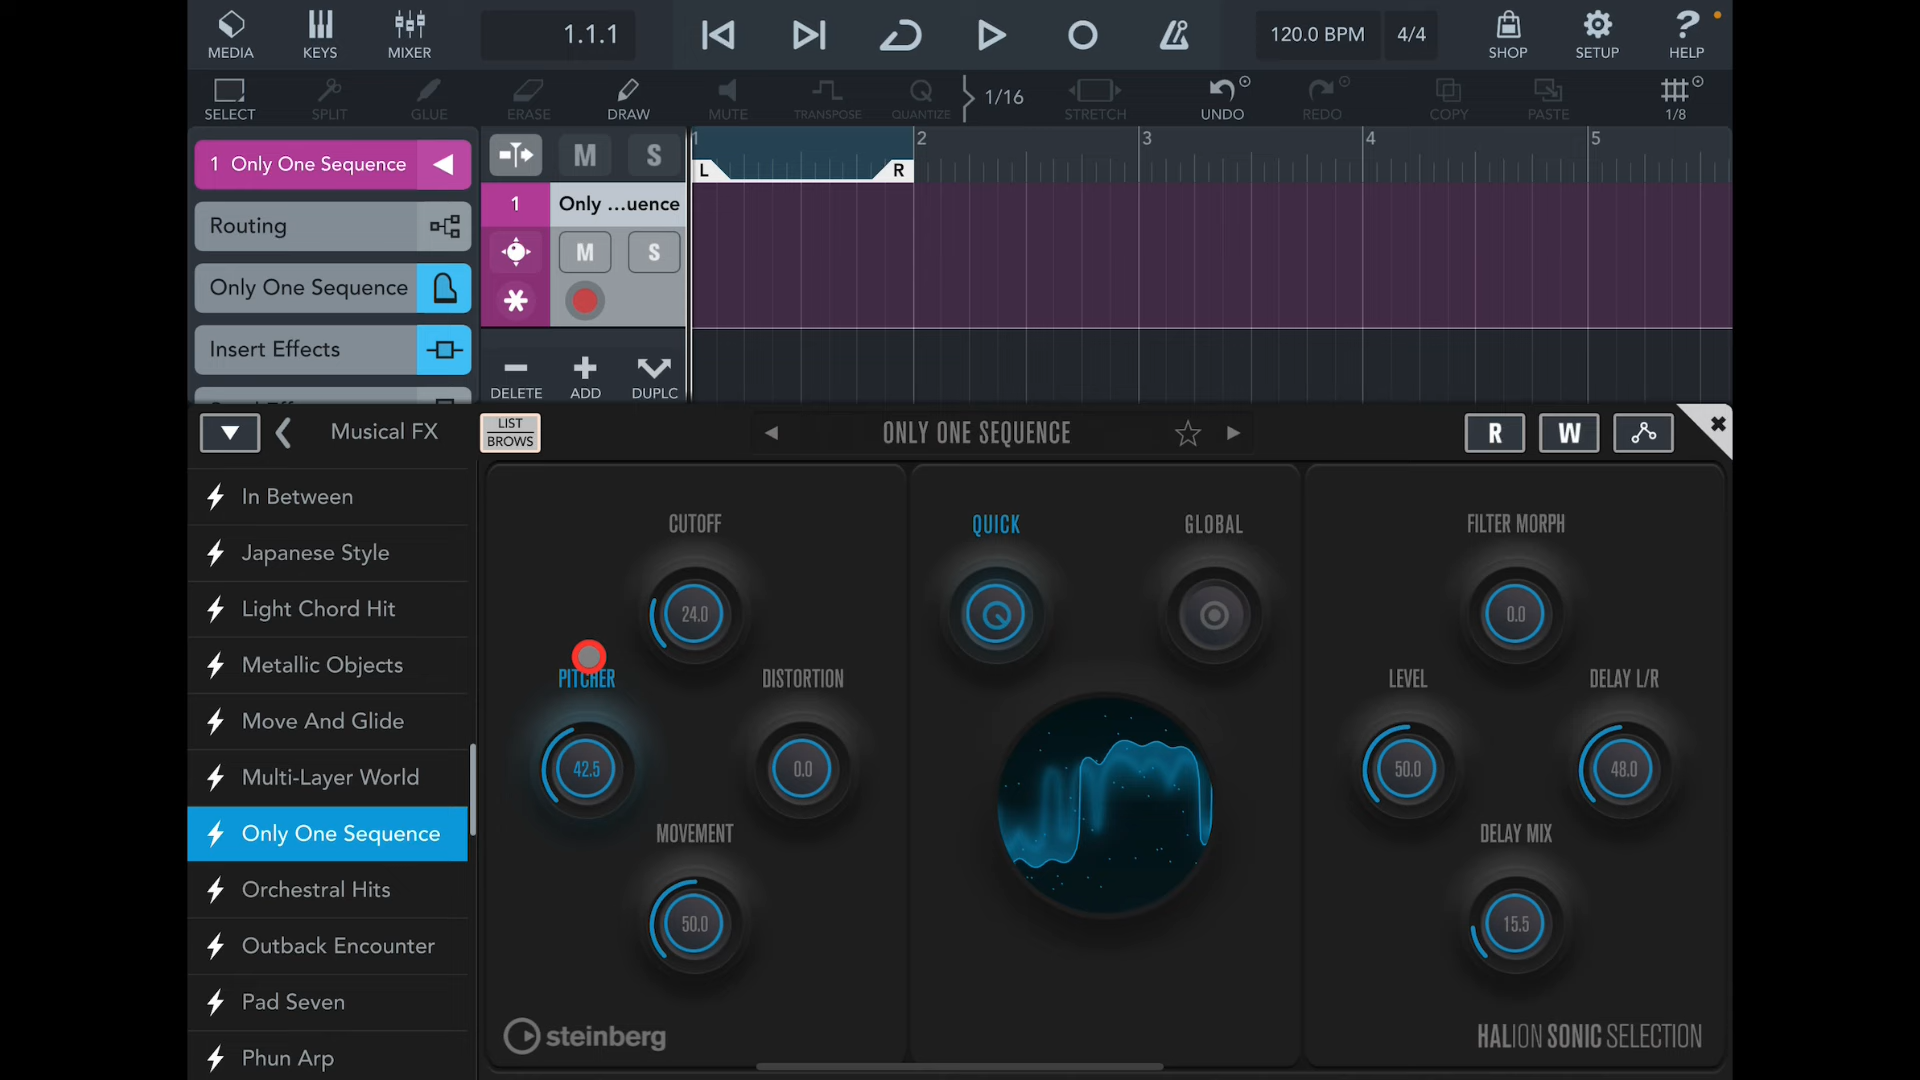 MEDIA
KEYS
MIXER
1.1.1
120.0 BPM
4/4
SHOP
SETUP
?
HELP
SELECT
SPLIT
GLUE
ERASE
DRAW
MUTE
TRANSPOSE
QUANTIZE
1/16
STRETCH
UNDO
REDO
COPY
PASTE
1/8
1 Only One Sequence
M
S
1
2
3
4
5
L
R
Routing
1
Only ...uence
M
S
Only One Sequence
Insert Effects
DELETE
ADD
DUPLC
Musical FX
LIST
BROWS
ONLY ONE SEQUENCE
R
W
In Between
Japanese Style
Light Chord Hit
Metallic Objects
Move And Glide
Multi-Layer World
Only One Sequence
Orchestral Hits
Outback Encounter
Pad Seven
Phun Arp
CUTOFF
24.0
PITCHER
42.5
DISTORTION
0.0
MOVEMENT
50.0
QUICK
GLOBAL
FILTER MORPH
0.0
LEVEL
50.0
DELAY L/R
48.0
DELAY MIX
15.5
steinberg
HALION SONIC SELECTION